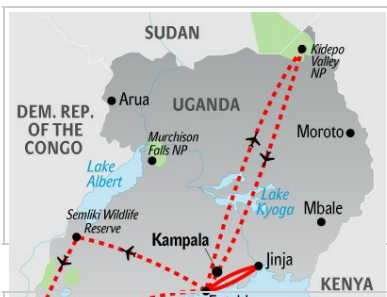 SUDAN
Kidepo
Valley
NP
Arua
UGANDA
DEM. REP.
OF THE
CONGO
Murchison
Falls NP
Moroto
Lake
Albert
Lake
Kyoga
Semliki Wildlife
Reserve
Mbale
Kampala
Jinja
KENYA